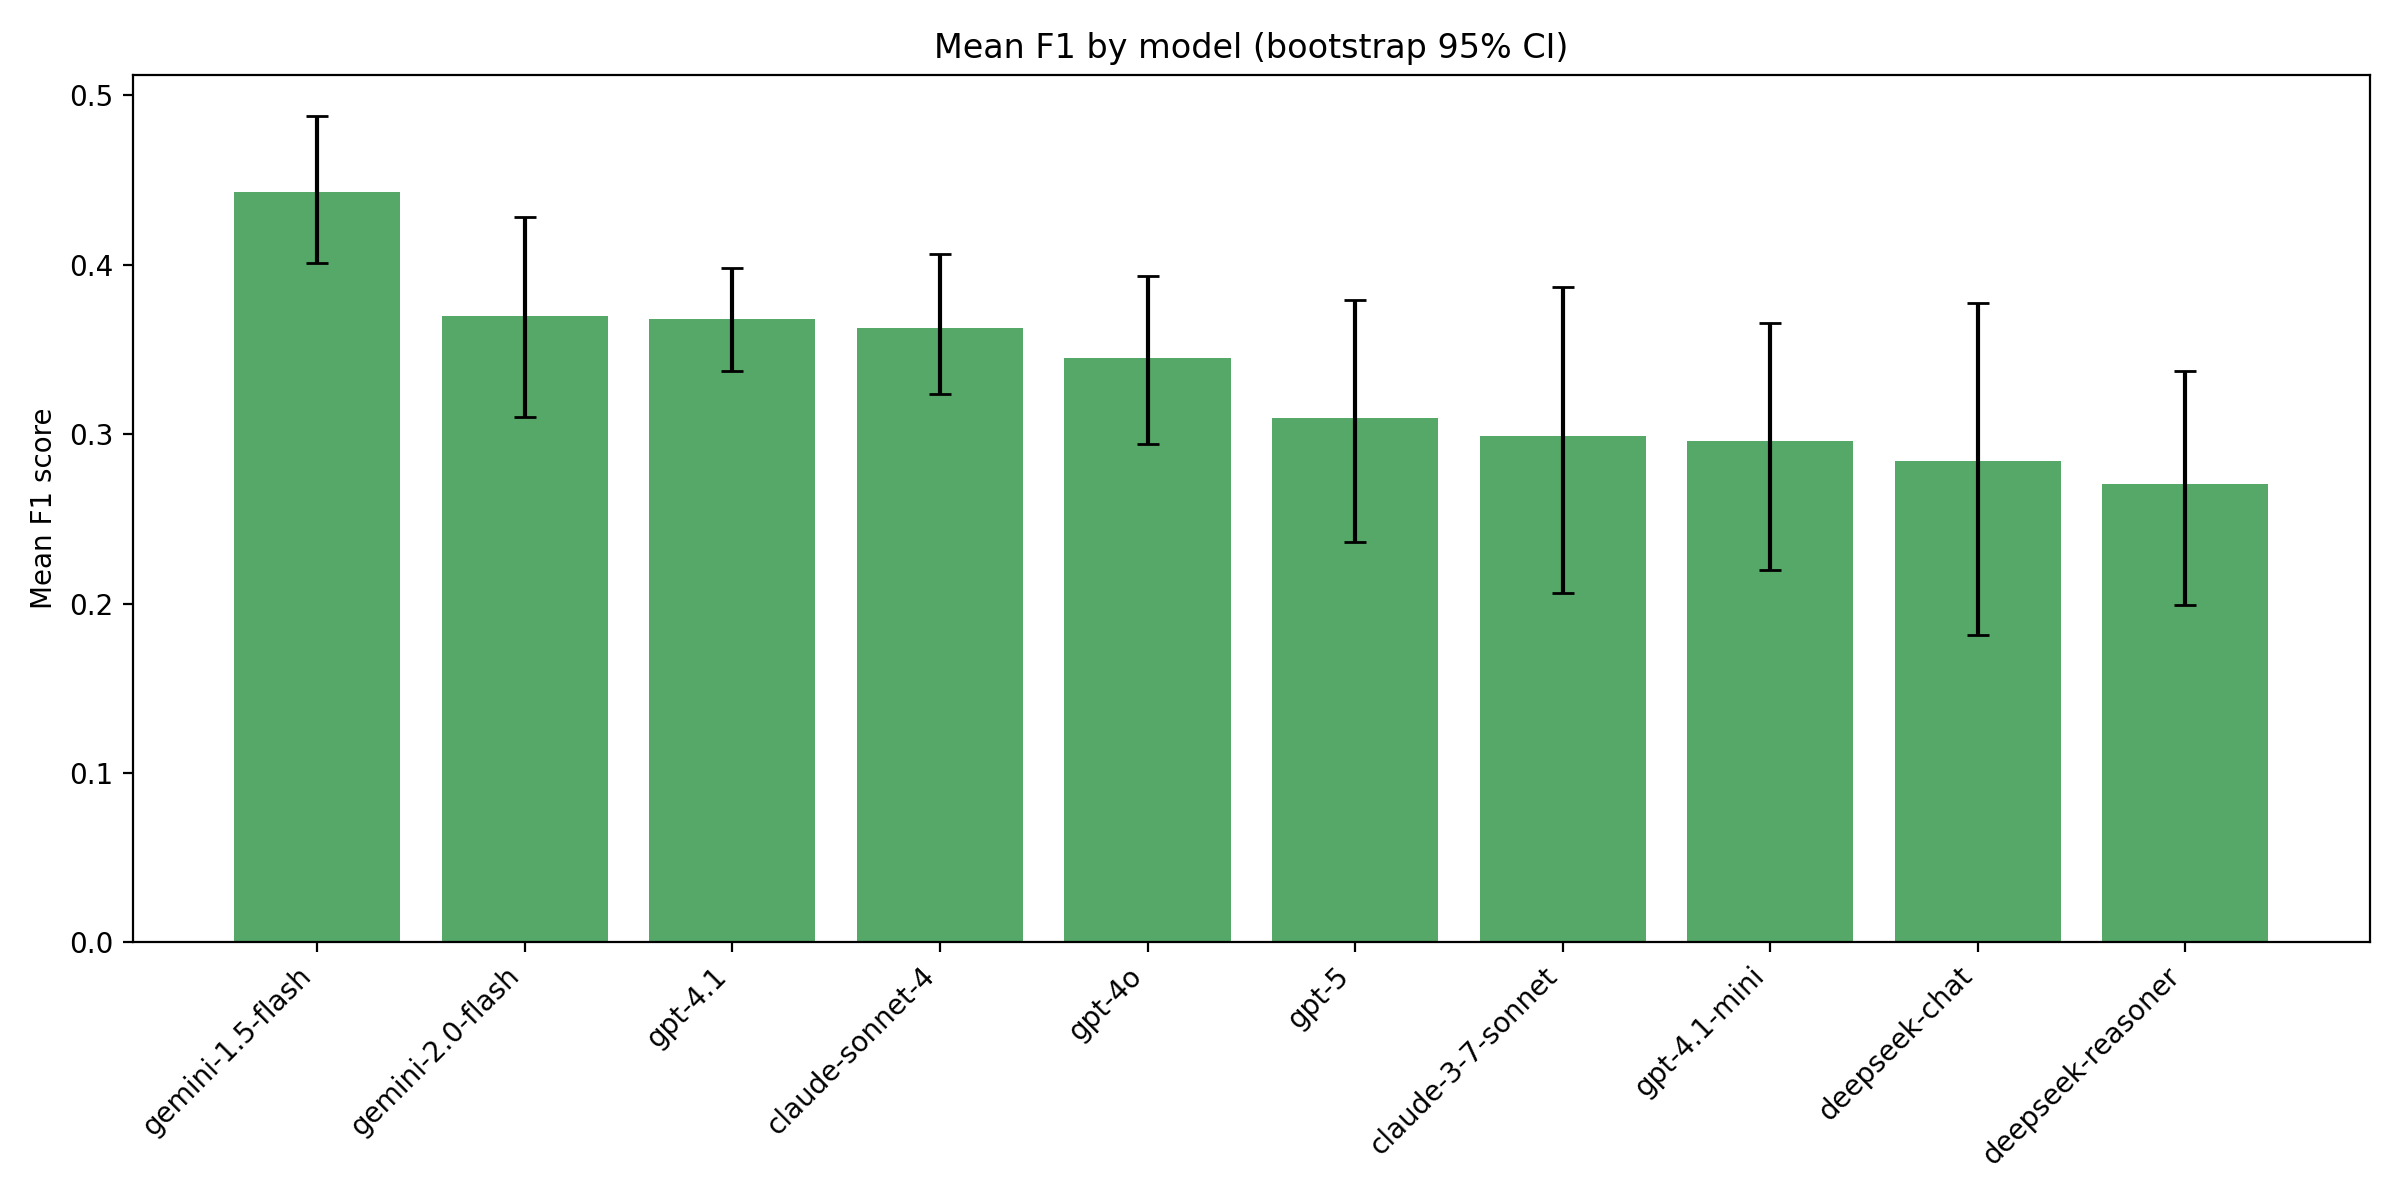 Mean F1 by model (bootstrap 95% CI)
Mean F1 score
0.5
0.4
0.3
0.2
0.1
0.0
gemini-1.5-flash
gemini-2.0-flash
gpt-4.1
claude-sonnet-4
gpt-4o
gpt-5
claude-3-7-sonnet
gpt-4.1-mini
deepseek-chat
deepseek-reasoner